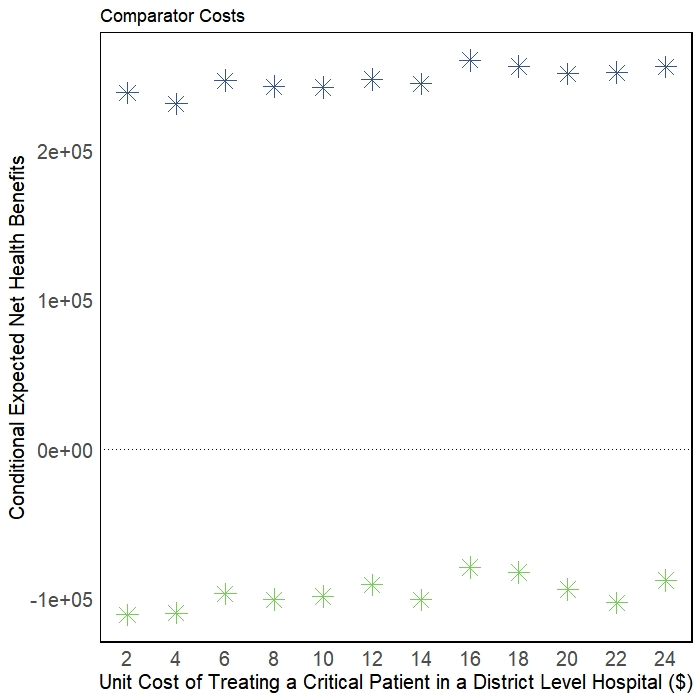 Comparator Costs
Conditional Expected Net Health Benefits
2e+05
1e+05
0e+00
-1e+05
2 4 6 8 10 12 14 16 18 20 22 24
Unit Cost of Treating a Critical Patient in a District Level Hospital ($)